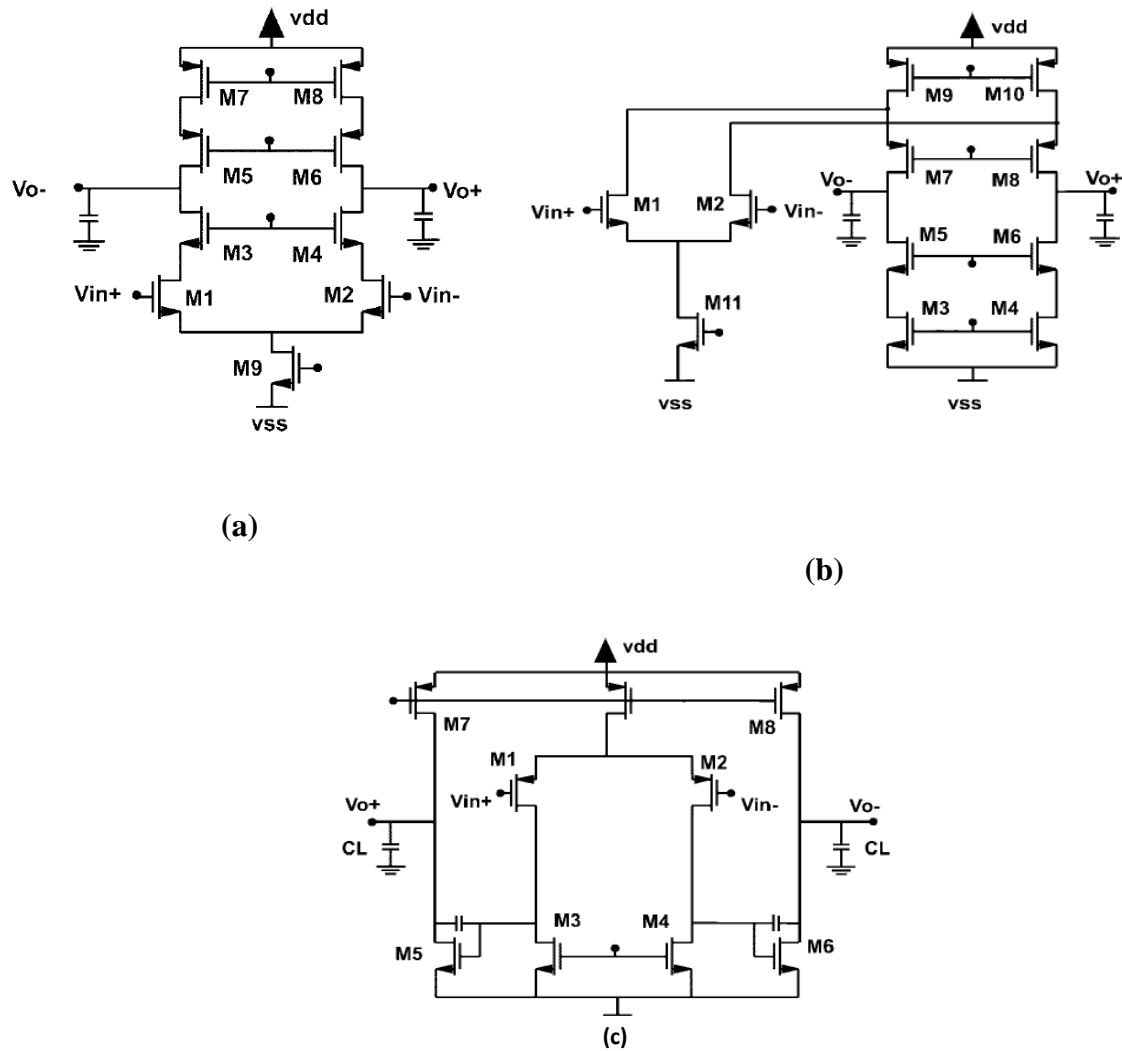 vdd
M7 M8
M5 M6
Vo- Vo+
M3 M4
Vin+ M1 M2 Vin-
M9
vss
(a)
vdd
M9 M10
M7 M8
Vo- Vo+
Vin+ M1 M2 Vin-
M5 M6
M11
M3 M4
vss
vss
(b)
vdd
M7 M8
M1 M2
Vin+ Vin-
Vo+ Vo-
CL CL
M3 M4
M5 M6
(c)